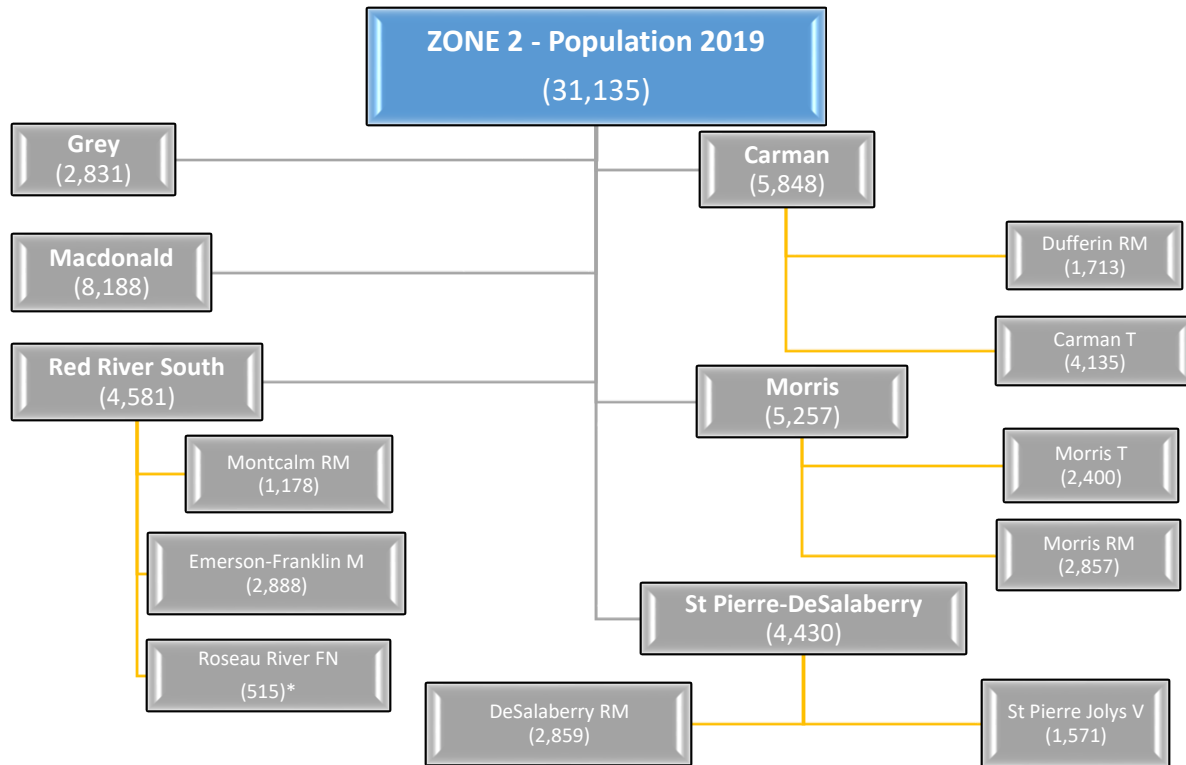 ZONE 2 - Population 2019
(31,135)
Grey
(2,831)
Carman
(5,848)
Macdonald
(8,188)
Dufferin RM
(1,713)
Carman T
(4,135)
Red River South
(4,581)
Morris
(5,257)
Montcalm RM
(1,178)
Morris T
(2,400)
Emerson-Franklin M
(2,888)
Morris RM
(2,857)
St Pierre-DeSalaberry
(4,430)
Roseau River FN
(515)*
DeSalaberry RM
(2,859)
St Pierre Jolys V
(1,571)